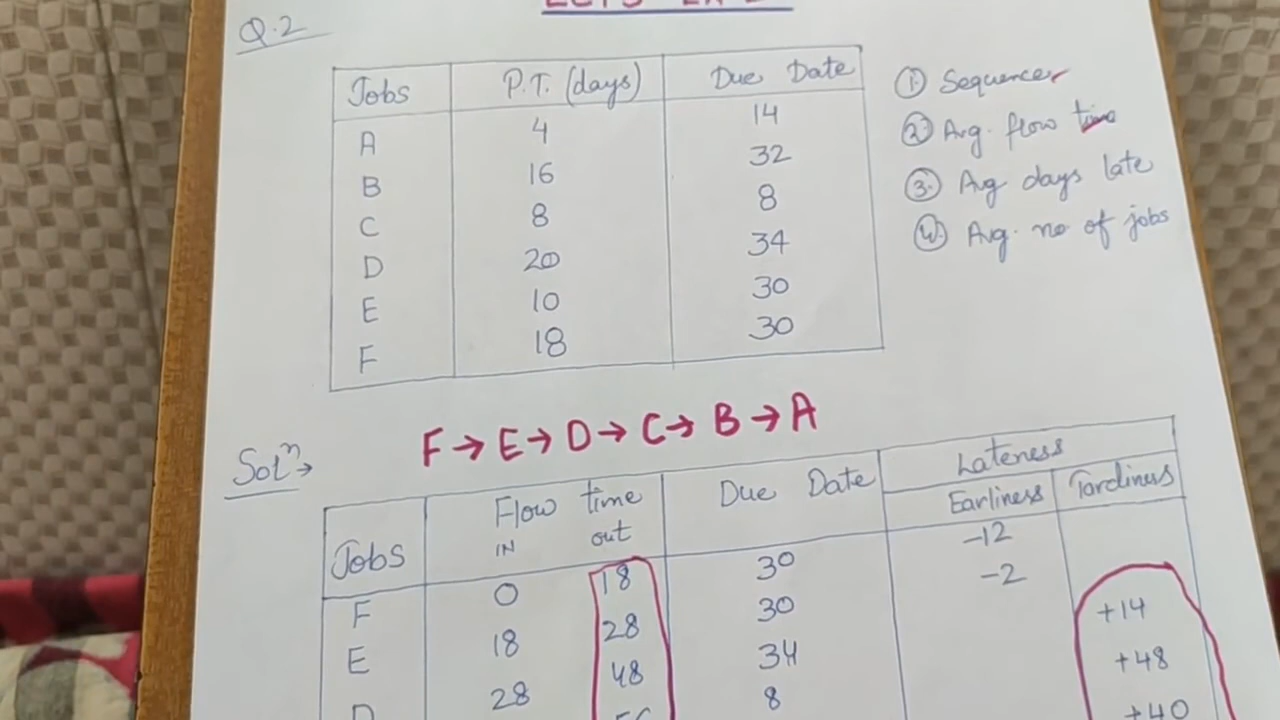 Q.2
Jobs P.T. (days) Due Date
A 4 14
B 16 32
C 8 8
D 20 34
E 10 30
F 18 30
① Sequence
② Avg. flow time
③ Avg days late
④ Avg. no of jobs
Solⁿ→ F→E→D→C→B→A
Jobs Flow time Due Date Lateness
IN out Earliness Tardiness
F 0 18 30 -12
E 18 28 30 -2
D 28 48 34 +14
8 +48
+40